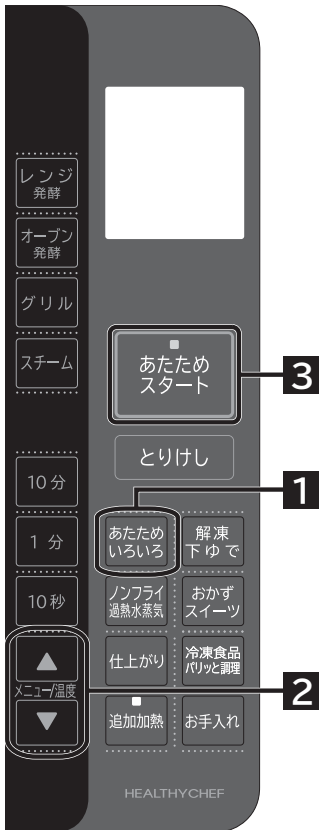 レンジ
発酵
オーブン
発酵
グリル
スチーム
あたため
スタート
3
とりけし
10分
1分
10秒
1
あたため
いろいろ
解凍
下ゆで
ノンフライ
過熱水蒸気
おかず
スイーツ
仕上がり
冷凍食品
パリッと調理
▲
メニュー/温度
▼
2
追加加熱
お手入れ
HEALTHYCHEF